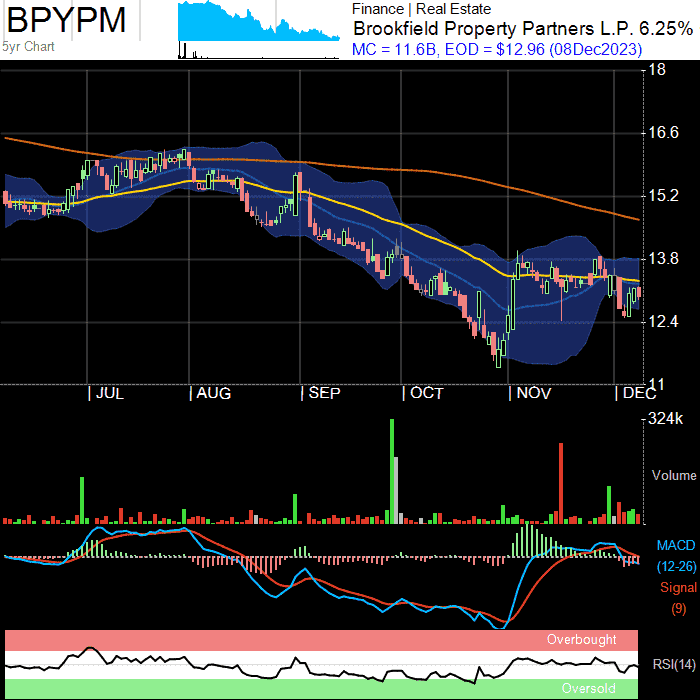 BPYPM
5yr Chart
Finance | Real Estate
Brookfield Property Partners L.P. 6.25%
MC = 11.6B, EOD = $12.96 (08Dec2023)
18
16.6
15.2
13.8
12.4
11
JUL AUG SEP OCT NOV DEC
324k
Volume
MACD
(12-26)
Signal
(9)
Overbought
RSI(14)
Oversold